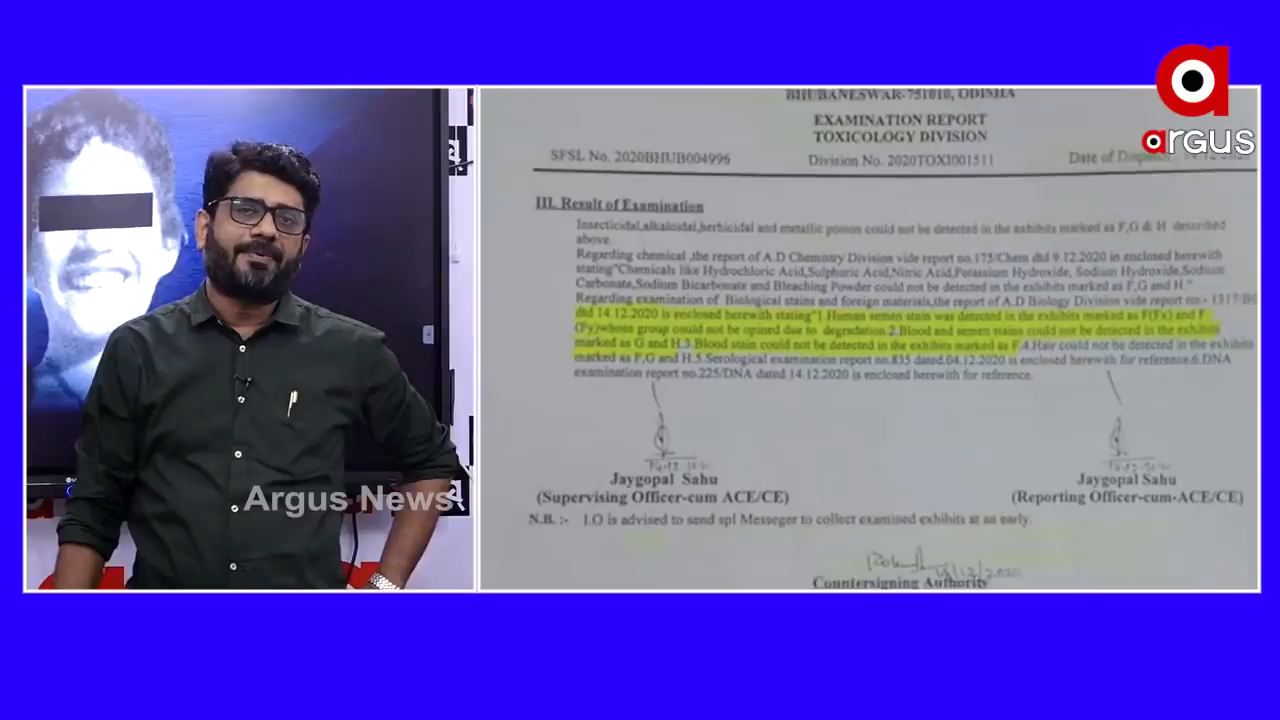 argus
Argus News
BHUBANESWAR-751010, ODISHA
EXAMINATION REPORT
TOXICOLOGY DIVISION
SFSL No. 2020BHUB004996 Division No. 2020TOXI001511 Date of
III. Result of Examination
Insecticidal,alkaloidal,herbicidal and metallic poison could not be detected in the exhibits marked as F,G & H described
above.
Regarding chemical ,the report of A.D Chemistry Division vide report no.175/Chem dtd 9.12.2020 in enclosed herewith
stating"Chemicals like Hydrochloric Acid,Sulphuric Acid,Nitric Acid,Potassium Hydroxide, Sodium Hydroxide,Sodium
Carbonate,Sodium Bicarbonate and Bleaching Powder could not be detected in the exhibits marked as F,G and H."
Regarding examination of Biological stains and foreign materials,the report of A.D Biology Division vide report no.- 1317/BO
dtd 14.12.2020 is enclosed herewith stating"1.Human semen stain was detected in the exhibits marked as F(Fx) and F
(Fy)whose group could not be opined due to degradation.2.Blood and semen stains could not be detected in the exhibits
marked as G and H.3.Blood stain could not be detected in the exhibits marked as F.4.Hair could not be detected in the exhibits
marked as F,G and H.5.Serological examination report no.835 dated.04.12.2020 is enclosed herewith for reference.6.DNA
examination report no.225/DNA dated.14.12.2020 is enclosed herewith for reference.
Jaygopal Sahu Jaygopal Sahu
(Supervising Officer-cum ACE/CE) (Reporting Officer-cum-ACE/CE)
N.B. :- I.O is advised to send spl Messeger to collect examined exhibits at an early.
Countersigning Authority